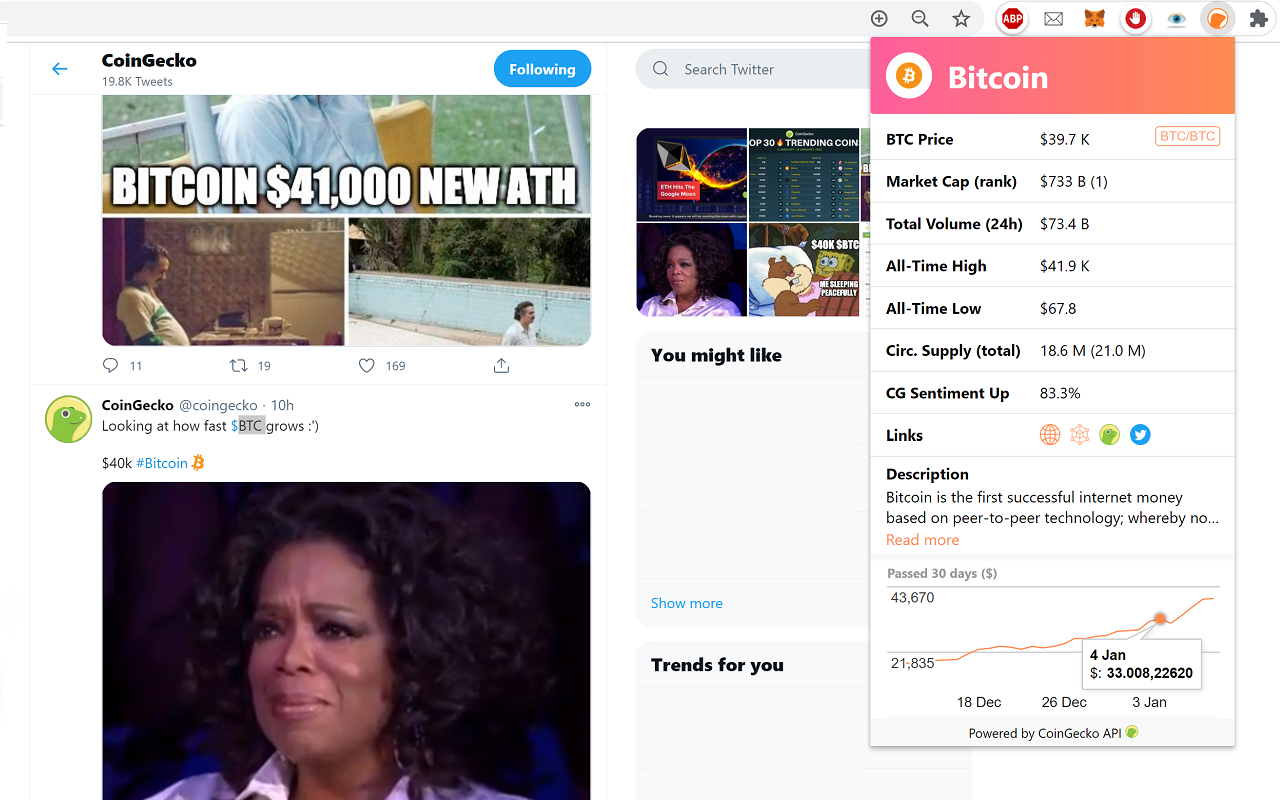 ABP
CoinGecko
19.8K Tweets
Following
Search Twitter
BITCOIN $41,000 NEW ATH
11
19
169
CoinGecko @coingecko · 10h
Looking at how fast $BTC grows :')
$40k #Bitcoin
CoinGecko
OP 30 TRENDING COIN
ETH Hits The
Google Moon
$40K $BTC
ME SLEEPING
PEACEFULLY
You might like
Show more
Trends for you
Bitcoin
BTC Price $39.7 K BTC/BTC
Market Cap (rank) $733 B (1)
Total Volume (24h) $73.4 B
All-Time High $41.9 K
All-Time Low $67.8
Circ. Supply (total) 18.6 M (21.0 M)
CG Sentiment Up 83.3%
Links
Description
Bitcoin is the first successful internet money
based on peer-to-peer technology; whereby no...
Read more
Passed 30 days ($)
43,670
21,835
4 Jan
$: 33.008,22620
18 Dec 26 Dec 3 Jan
Powered by CoinGecko API